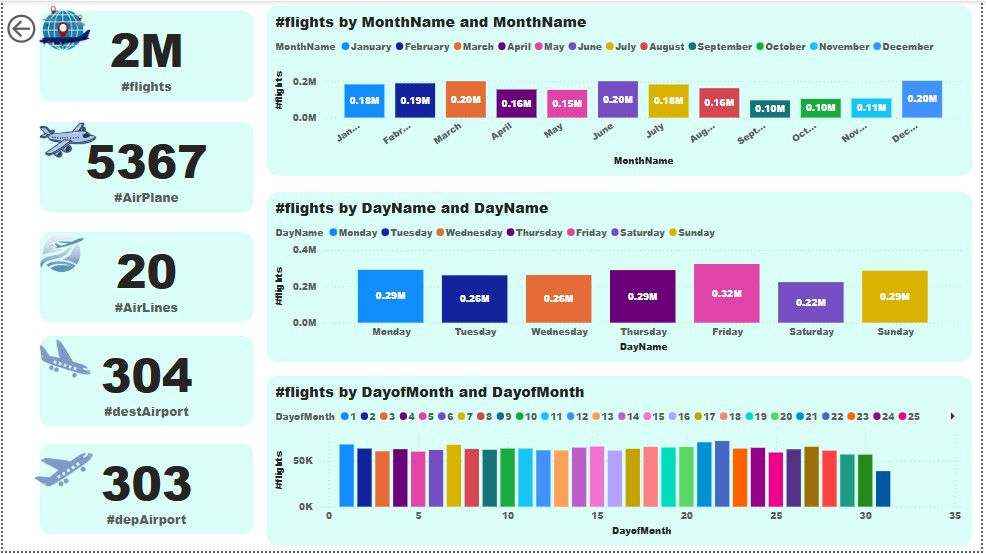 2M
#flights
5367
#AirPlane
20
#AirLines
304
#destAirport
303
#depAirport
#flights by MonthName and MonthName
MonthName January February March April May June July August September October November December
#flights
0.2M
0.0M
0.18M 0.19M 0.20M 0.16M 0.15M 0.20M 0.18M 0.16M 0.10M 0.10M 0.11M 0.20M
Jan... Febr... March April May June July Aug... Sept... Oct... Nov... Dec...
MonthName
#flights by DayName and DayName
DayName Monday Tuesday Wednesday Thursday Friday Saturday Sunday
#flights
0.4M
0.2M
0.0M
0.29M 0.26M 0.26M 0.29M 0.32M 0.22M 0.29M
Monday Tuesday Wednesday Thursday Friday Saturday Sunday
DayName
#flights by DayofMonth and DayofMonth
DayofMonth 1 2 3 4 5 6 7 8 9 10 11 12 13 14 15 16 17 18 19 20 21 22 23 24 25
#flights
50K
0K
0 5 10 15 20 25 30 35
DayofMonth